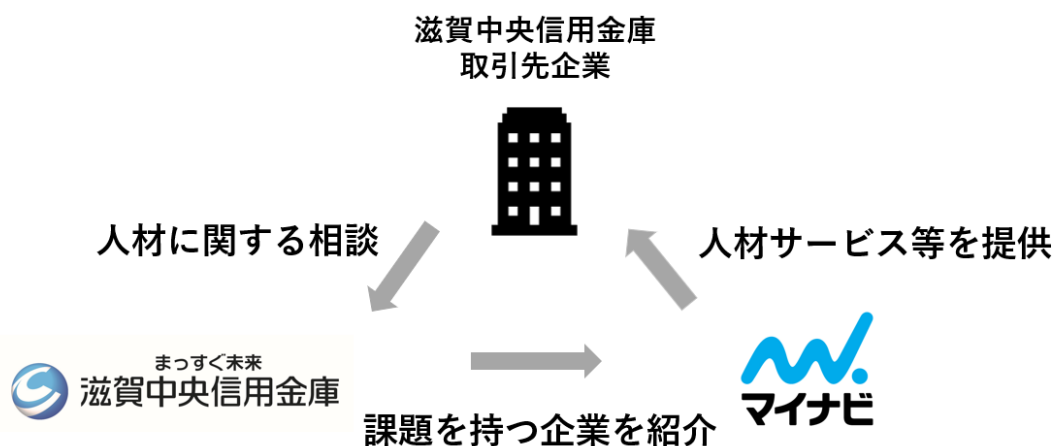 滋賀中央信用金庫
取引先企業
人材に関する相談
人材サービス等を提供
まっすぐ未来
滋賀中央信用金庫
マイナビ
課題を持つ企業を紹介